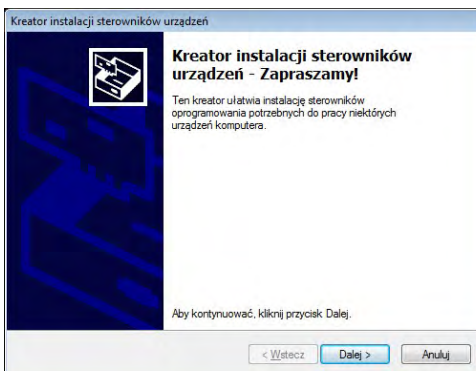 Kreator instalacji sterowników urządzeń
Kreator instalacji sterowników
urządzeń - Zapraszamy!
Ten kreator ułatwia instalację sterowników
oprogramowania potrzebnych do pracy niektórych
urządzeń komputera.
Aby kontynuować, kliknij przycisk Dalej.
< Wstecz
Dalej >
Anuluj